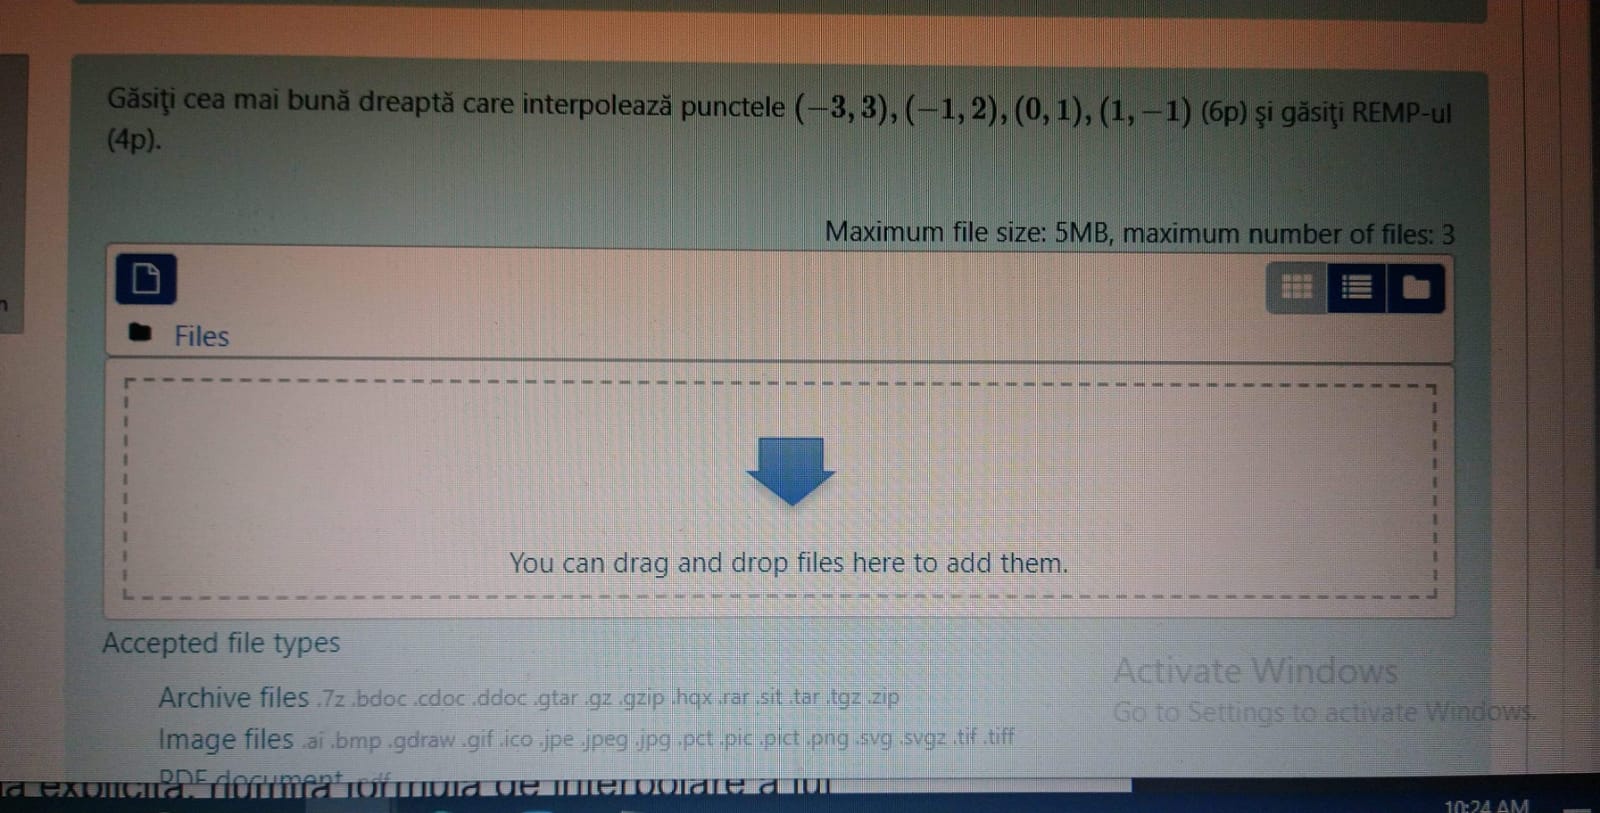 Găsiţi cea mai bună dreaptă care interpolează punctele (−3, 3), (−1, 2), (0, 1), (1, −1) (6p) şi găsiţi REMP-ul
(4p).
Maximum file size: 5MB, maximum number of files: 3
Files
You can drag and drop files here to add them.
Accepted file types
Archive files .7z .bdoc .cdoc .ddoc .gtar .gz .gzip .hqx .rar .sit .tar .tgz .zip
Image files .ai .bmp .gdraw .gif .ico .jpe .jpeg .jpg .pct .pic .pict .png .svg .svgz .tif .tiff
PDF document .pdf
Activate Windows
Go to Settings to activate Windows.
de interpolare a lui
10:24 AM